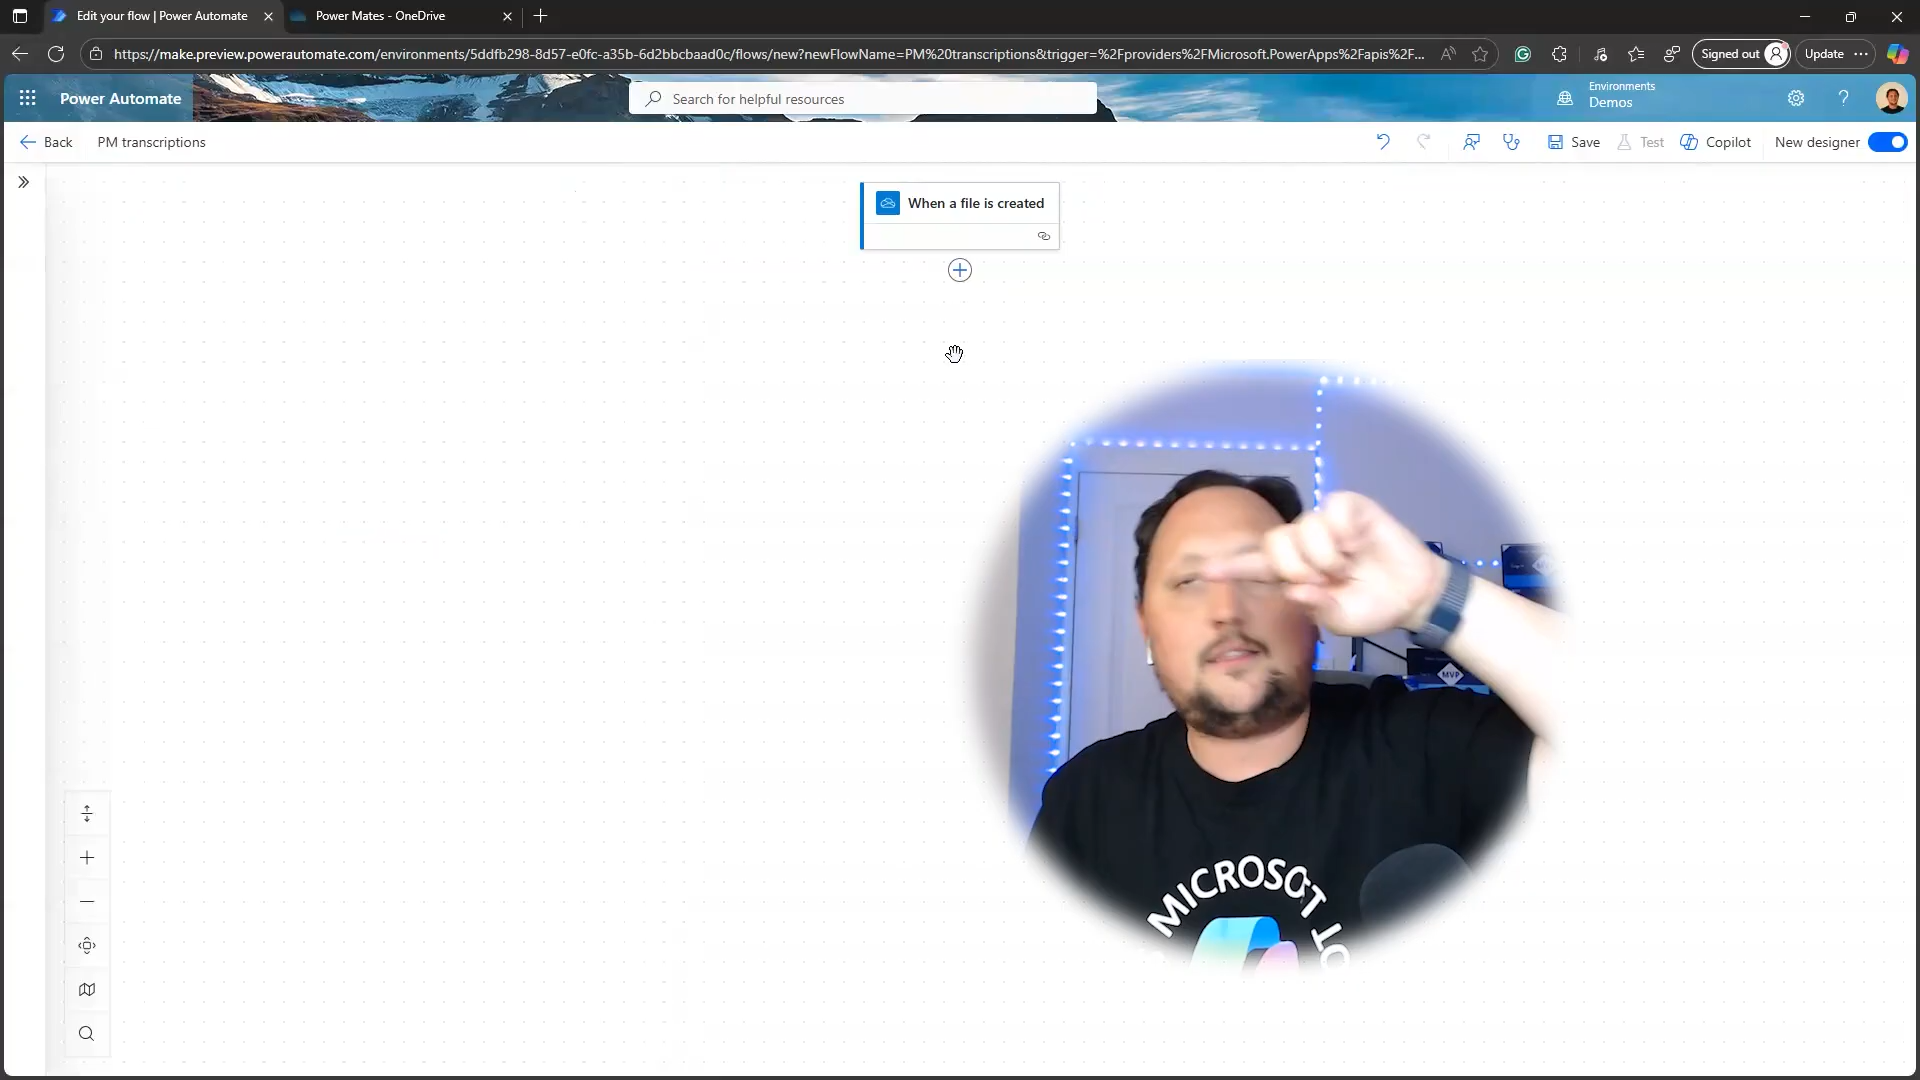 Edit your flow | Power Automate
Power Mates - OneDrive
https://make.preview.powerautomate.com/environments/5ddfb298-8d57-e0fc-a35b-6d2bbcbaad0c/flows/new?newFlowName=PM%20transcriptions&trigger=%2Fproviders%2FMicrosoft.PowerApps%2Fapis%2F...
Signed out
Update
Power Automate
Search for helpful resources
Environments
Demos
Back
PM transcriptions
Save
Test
Copilot
New designer
When a file is created
MVP
MICROSOFT